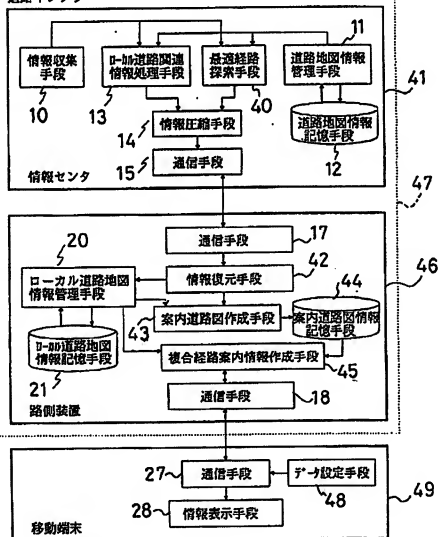 11
情報収集
手段
ローカル道路関連
情報処理手段
最適経路
探索手段
道路地図情報
管理手段
10
13
40
41
14
情報圧縮手段
道路地図情報
記憶手段
15
通信手段
12
情報センタ
47
20
通信手段
17
44
46
ローカル道路地図
情報管理手段
情報復元手段
42
43
案内道路図作成手段
案内道路図情報
記憶手段
ローカル道路地図
情報記憶手段
複合経路案内情報作成手段
21
45
通信手段
18
路側装置
27
通信手段
データ設定手段
49
28
情報表示手段
48
移動端末